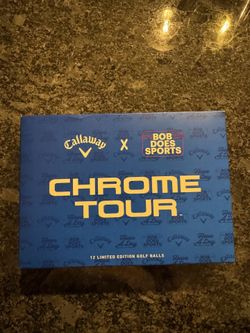 Callaway
X
BOB
DOES
SPORTS
CHROME
TOUR
12 LIMITED EDITION GOLF BALLS